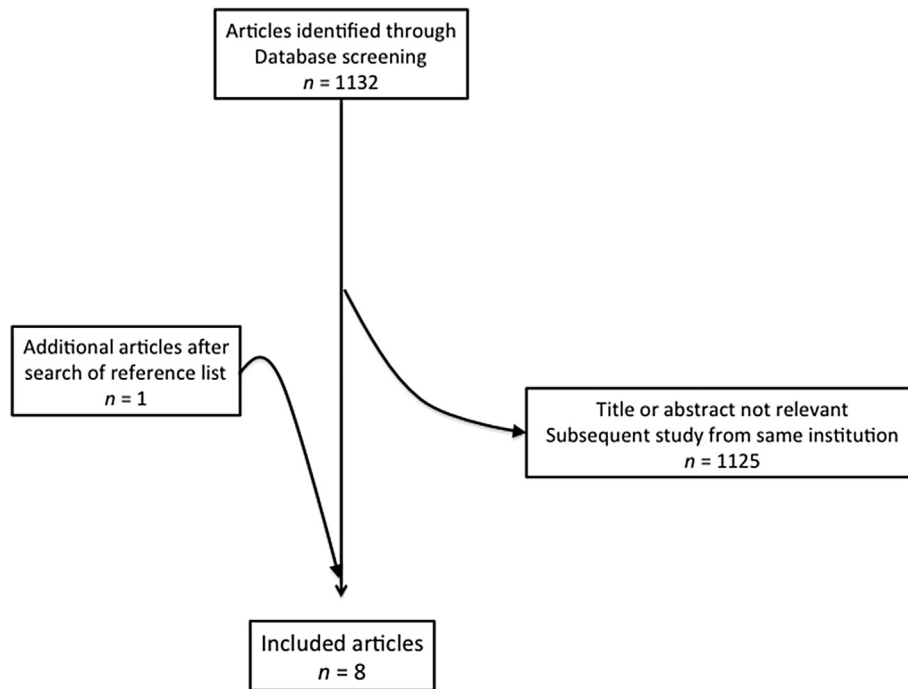 Articles identified through
Database screening
n = 1132
Additional articles after
search of reference list
n = 1
Title or abstract not relevant
Subsequent study from same institution
n = 1125
Included articles
n = 8